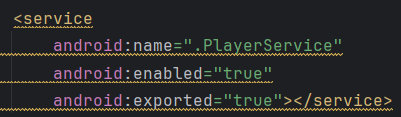 <service
android:name=".PlayerService"
android:enabled="true"
android:exported="true"></service>